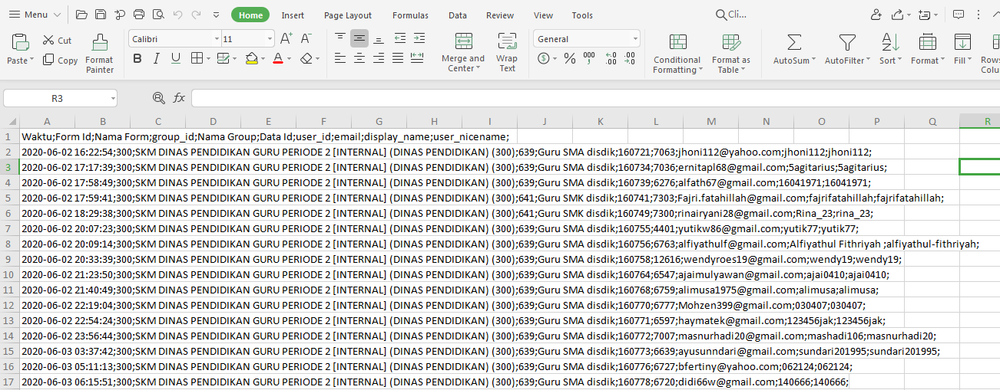 Menu Home Insert Page Layout Formulas Data Review View Tools Cli...
Cut Calibri 11 A+ A- General
Paste Copy Format Painter B I U A Merge and Center Wrap Text $ % 000 Conditional Formatting Format as Table AutoSum AutoFilter Sort Format Fill Rows Colu
R3 fx
A B C D E F G H I J K L M N O P Q R
1 Waktu;Form Id;Nama Form;group_id;Nama Group;Data Id;user_id;email;display_name;user_nicename;
2 2020-06-02 16:22:54;300;SKM DINAS PENDIDIKAN GURU PERIODE 2 [INTERNAL] (DINAS PENDIDIKAN) (300);639;Guru SMA disdik;160721;7063;jhoni112@yahoo.com;jhoni112;jhoni112;
3 2020-06-02 17:17:39;300;SKM DINAS PENDIDIKAN GURU PERIODE 2 [INTERNAL] (DINAS PENDIDIKAN) (300);639;Guru SMA disdik;160734;7036;ernitapl68@gmail.com;5agitarius;5agitarius;
4 2020-06-02 17:58:49;300;SKM DINAS PENDIDIKAN GURU PERIODE 2 [INTERNAL] (DINAS PENDIDIKAN) (300);639;Guru SMA disdik;160739;6276;alfath67@gmail.com;16041971;16041971;
5 2020-06-02 17:59:41;300;SKM DINAS PENDIDIKAN GURU PERIODE 2 [INTERNAL] (DINAS PENDIDIKAN) (300);641;Guru SMK disdik;160741;7303;Fajri.fatahillah@gmail.com;fajrifatahillah;fajrifatahillah;
6 2020-06-02 18:29:38;300;SKM DINAS PENDIDIKAN GURU PERIODE 2 [INTERNAL] (DINAS PENDIDIKAN) (300);641;Guru SMK disdik;160749;7300;rinairyani28@gmail.com;Rina_23;rina_23;
7 2020-06-02 20:07:23;300;SKM DINAS PENDIDIKAN GURU PERIODE 2 [INTERNAL] (DINAS PENDIDIKAN) (300);639;Guru SMA disdik;160755;4401;yutikw86@gmail.com;yutik77;yutik77;
8 2020-06-02 20:09:14;300;SKM DINAS PENDIDIKAN GURU PERIODE 2 [INTERNAL] (DINAS PENDIDIKAN) (300);639;Guru SMA disdik;160756;6763;alfiyathulf@gmail.com;Alfiyathul Fithriyah ;alfiyathul-fithriyah;
9 2020-06-02 20:33:39;300;SKM DINAS PENDIDIKAN GURU PERIODE 2 [INTERNAL] (DINAS PENDIDIKAN) (300);639;Guru SMA disdik;160758;12616;wendyroes19@gmail.com;wendy19;wendy19;
10 2020-06-02 21:23:50;300;SKM DINAS PENDIDIKAN GURU PERIODE 2 [INTERNAL] (DINAS PENDIDIKAN) (300);639;Guru SMA disdik;160764;6547;ajaimulyawan@gmail.com;ajai0410;ajai0410;
11 2020-06-02 21:40:49;300;SKM DINAS PENDIDIKAN GURU PERIODE 2 [INTERNAL] (DINAS PENDIDIKAN) (300);639;Guru SMA disdik;160768;6759;alimusa1975@gmail.com;alimusa;alimusa;
12 2020-06-02 22:19:04;300;SKM DINAS PENDIDIKAN GURU PERIODE 2 [INTERNAL] (DINAS PENDIDIKAN) (300);639;Guru SMA disdik;160770;6777;Mohzen399@gmail.com;030407;030407;
13 2020-06-02 22:54:24;300;SKM DINAS PENDIDIKAN GURU PERIODE 2 [INTERNAL] (DINAS PENDIDIKAN) (300);639;Guru SMA disdik;160771;6597;haymatek@gmail.com;123456jak;123456jak;
14 2020-06-02 23:56:44;300;SKM DINAS PENDIDIKAN GURU PERIODE 2 [INTERNAL] (DINAS PENDIDIKAN) (300);639;Guru SMA disdik;160772;7007;masnurhadi20@gmail.com;mashadi106;masnurhadi20;
15 2020-06-03 03:37:42;300;SKM DINAS PENDIDIKAN GURU PERIODE 2 [INTERNAL] (DINAS PENDIDIKAN) (300);639;Guru SMA disdik;160773;6639;ayusunndari@gmail.com;sundari201995;sundari201995;
16 2020-06-03 05:11:13;300;SKM DINAS PENDIDIKAN GURU PERIODE 2 [INTERNAL] (DINAS PENDIDIKAN) (300);639;Guru SMA disdik;160776;6727;bfertiny@yahoo.com;062124;062124;
17 2020-06-03 06:15:51;300;SKM DINAS PENDIDIKAN GURU PERIODE 2 [INTERNAL] (DINAS PENDIDIKAN) (300);639;Guru SMA disdik;160778;6720;didi66w@gmail.com;140666;140666;